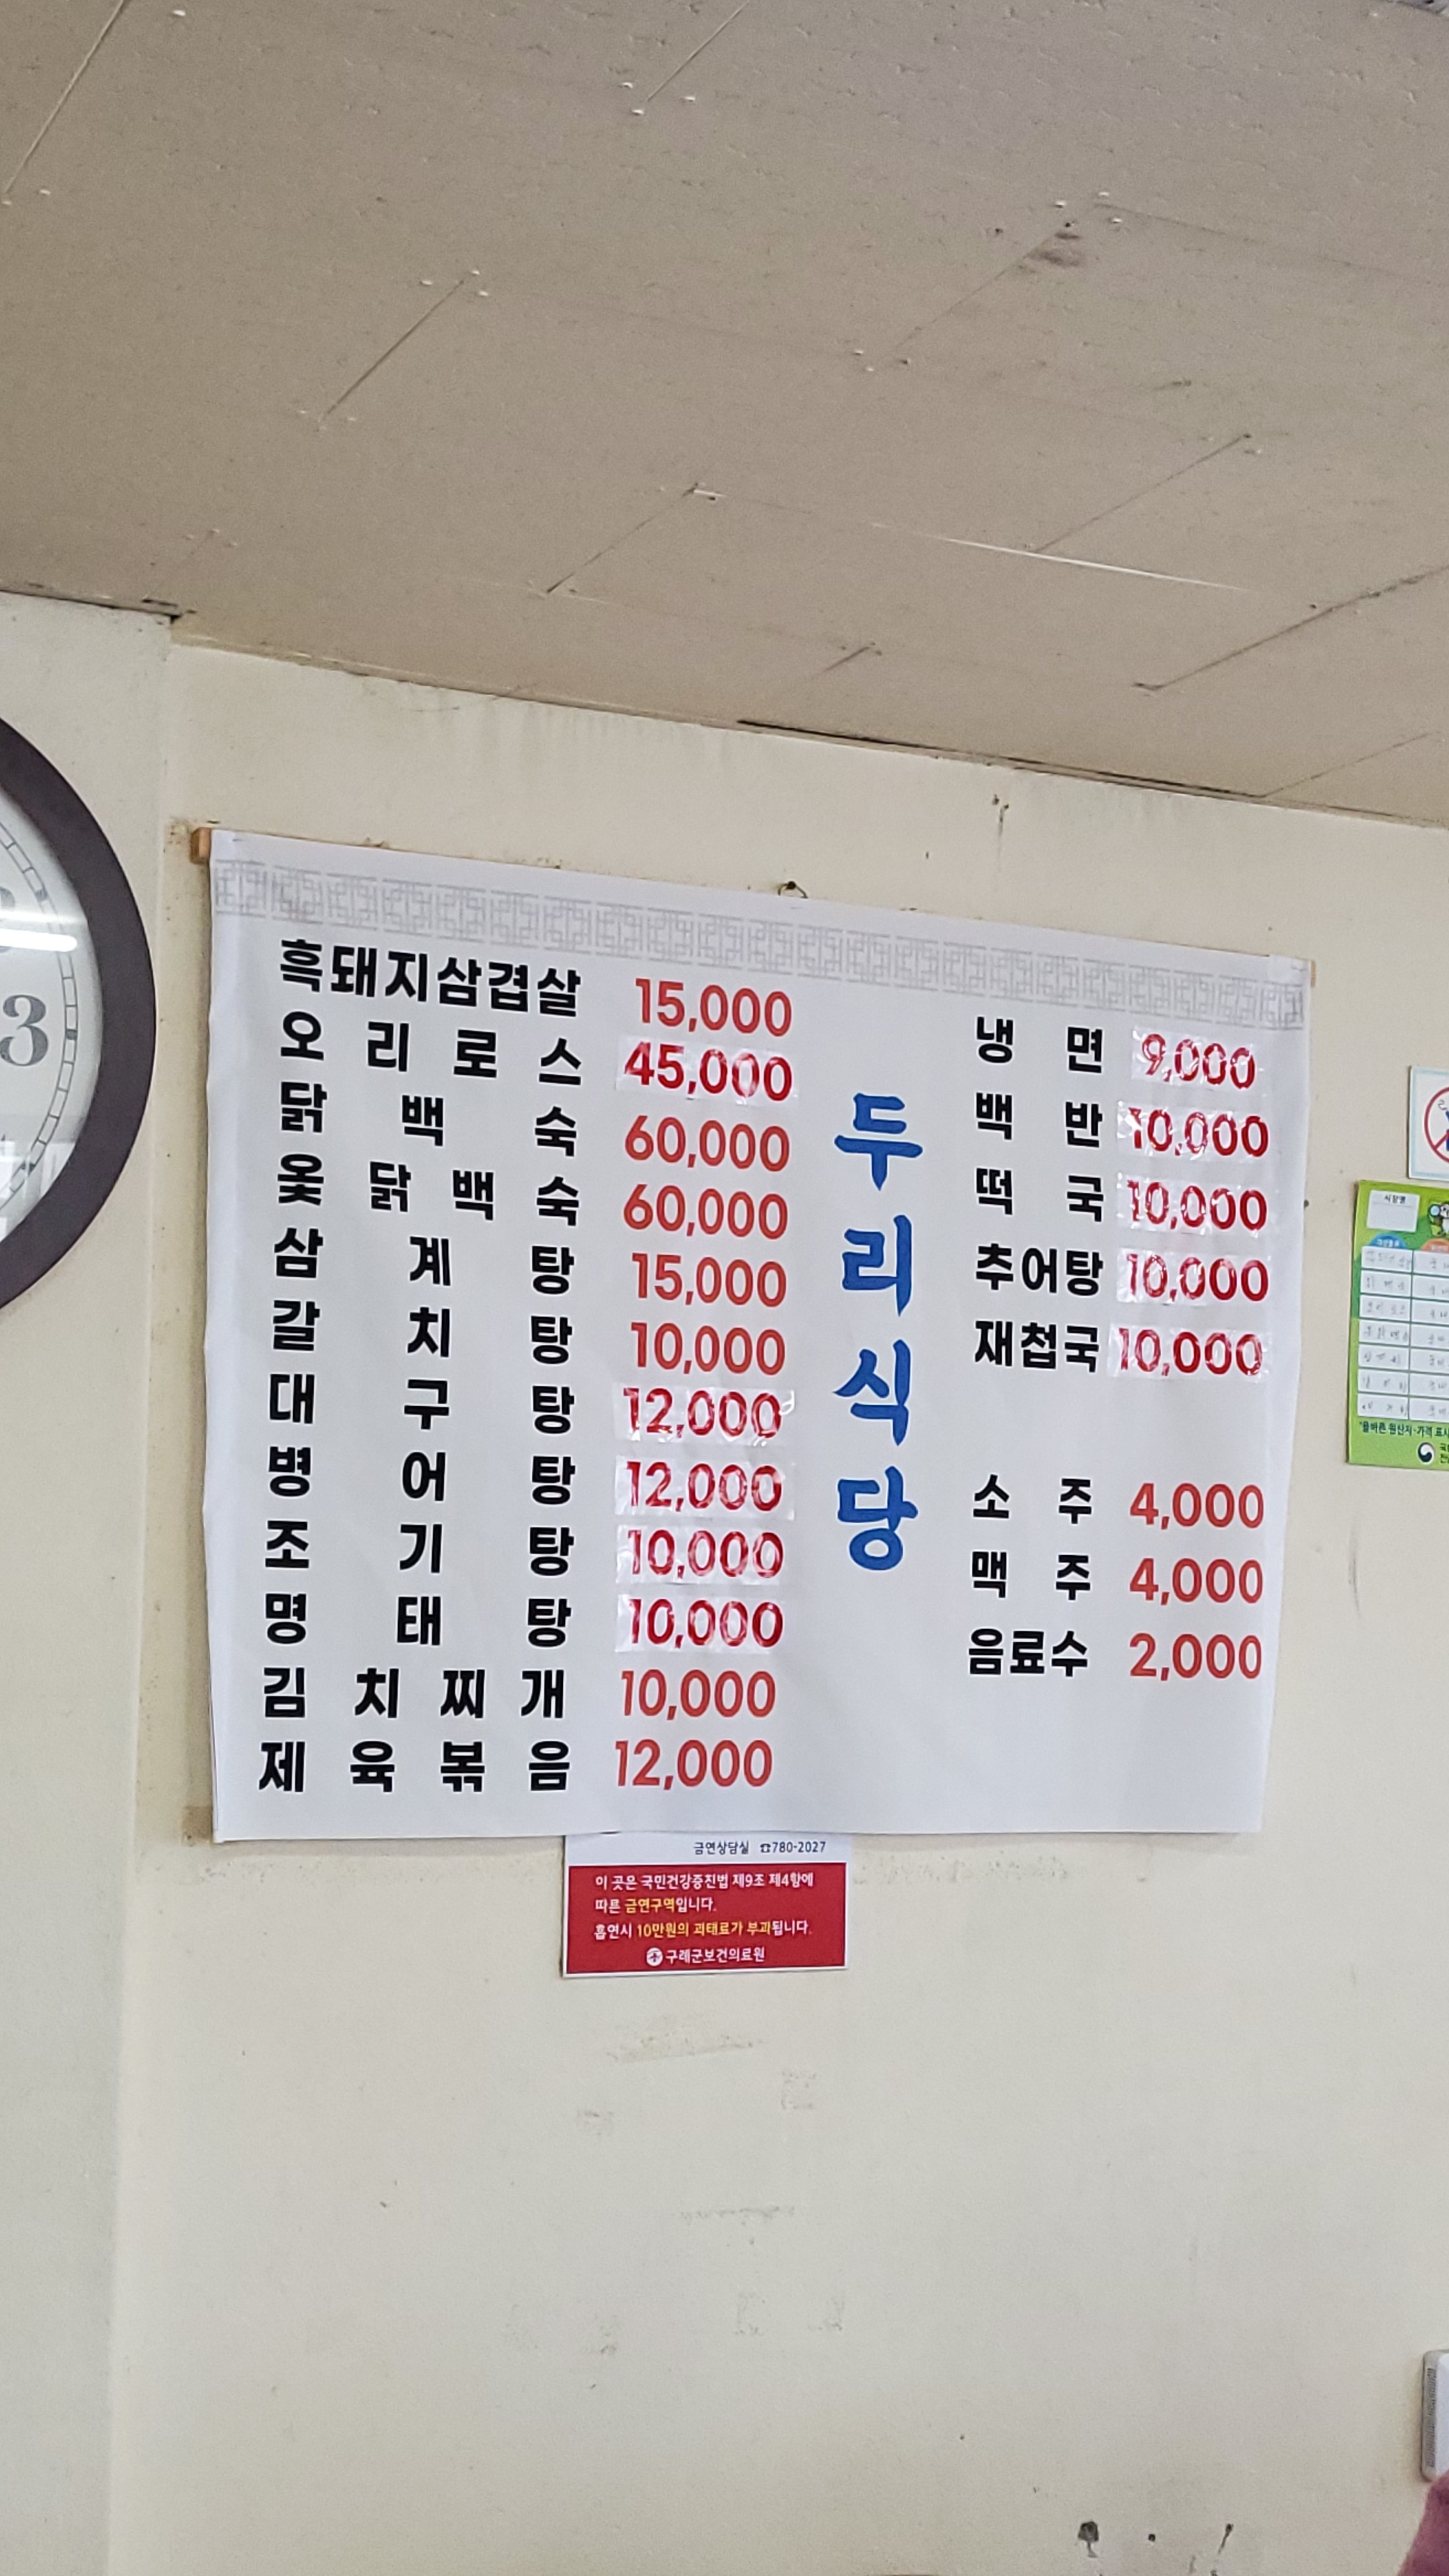 흑돼지삼겹살 15,000
오리로스 45,000
닭백숙 60,000
옻닭백숙 60,000
삼계탕 15,000
갈치탕 10,000
대구탕 12,000
병어탕 12,000
조기탕 10,000
명태탕 10,000
김치찌개 10,000
제육볶음 12,000
두리식당
냉면 9,000
백반 10,000
떡국 10,000
추어탕 10,000
재첩국 10,000
소주 4,000
맥주 4,000
음료수 2,000
금연상담실 ☎780-2027
이 곳은 국민건강증진법 제9조 제4항에
따른 금연구역입니다.
흡연시 10만원의 과태료가 부과됩니다.
구례군보건의료원
3